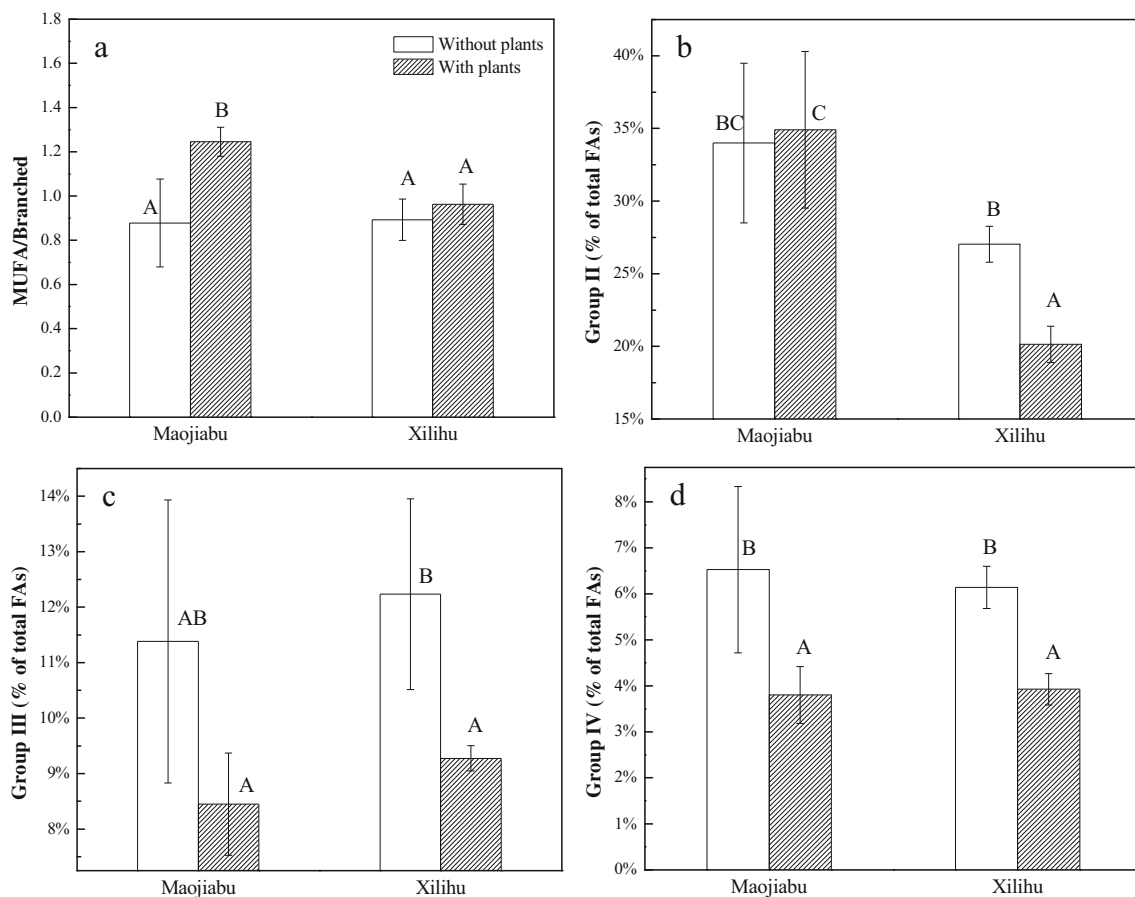 a
Without plants
With plants
MUFA/Branched
1.8
1.6
1.4
1.2
1.0
0.8
0.6
0.4
0.2
0.0
A
B
A
A
Maojiabu
Xilihu
b
Group II (% of total FAs)
40%
35%
30%
25%
20%
15%
BC
C
B
A
Maojiabu
Xilihu
c
Group III (% of total FAs)
14%
13%
12%
11%
10%
9%
8%
AB
A
B
A
Maojiabu
Xilihu
d
Group IV (% of total FAs)
8%
7%
6%
5%
4%
3%
2%
1%
0%
B
A
B
A
Maojiabu
Xilihu